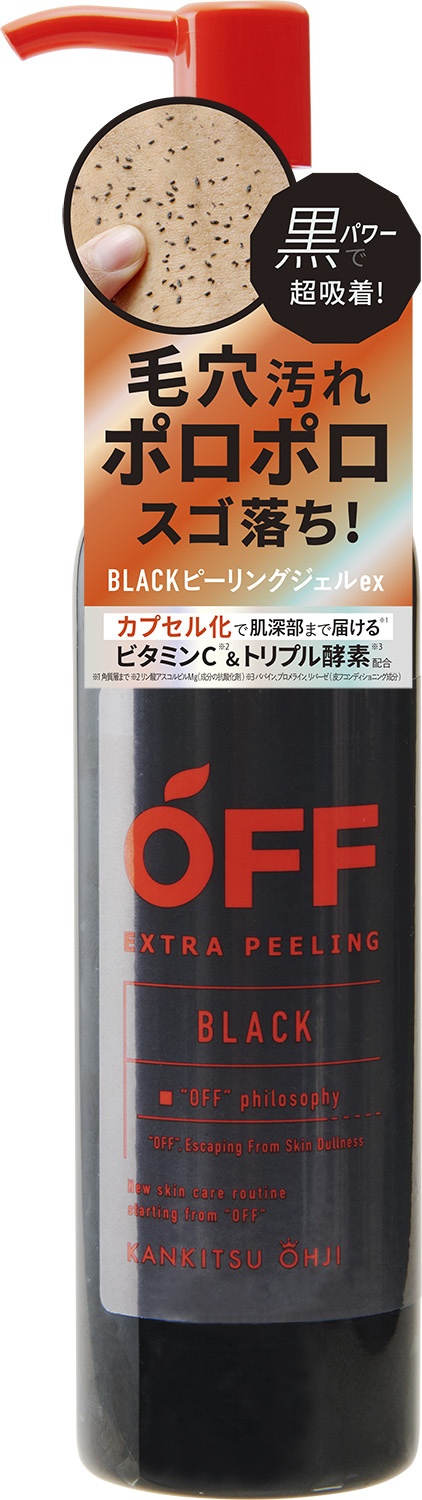 黒パワーで
超吸着!
毛穴汚れ
ポロポロ
スゴ落ち!
BLACKピーリングジェルex
カプセル化で肌深部まで届ける※1
ビタミンC※2&トリプル酵素※3配合
※1 角質層まで ※2 リン酸アスコルビルMg(成分の抗酸化剤) ※3 パパイン、プロメライン、リパーゼ(皮フコンディショニング成分)
OFF
EXTRA PEELING
BLACK
■ "OFF" philosophy
"OFF", Escaping From Skin Dullness
New skin care routine
starting from "OFF"
KANKITSU OHJI